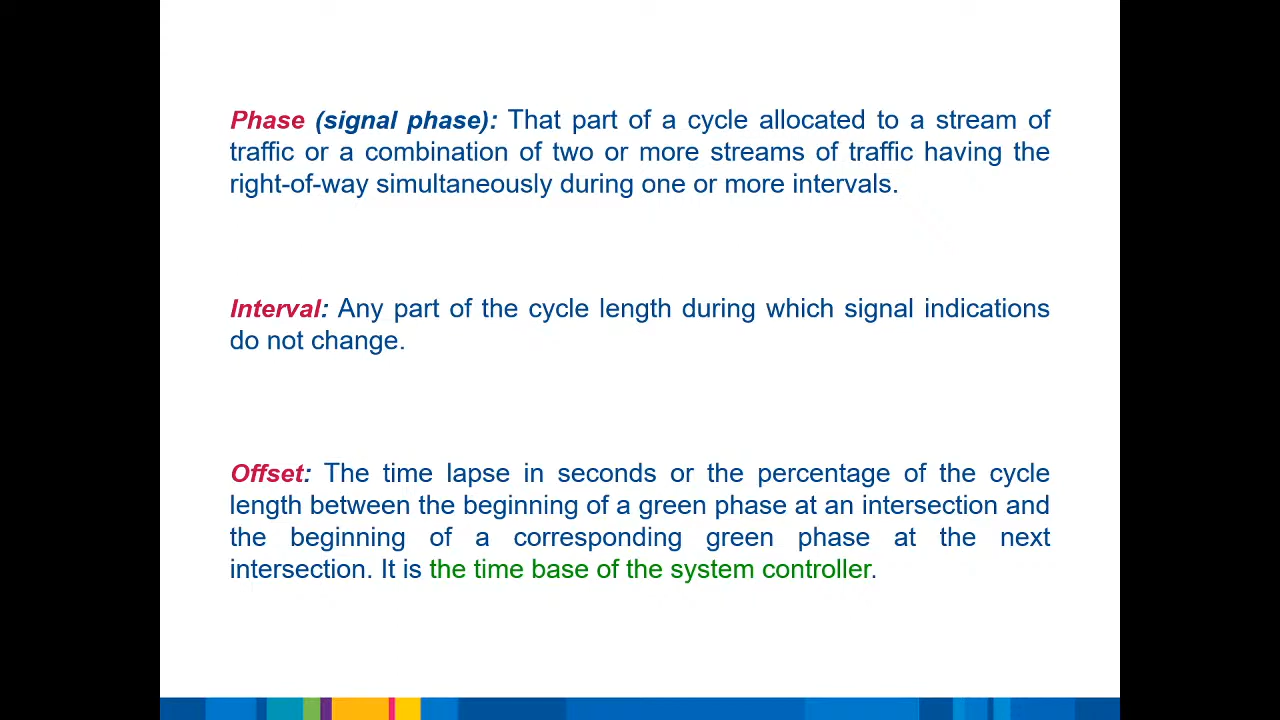 Phase (signal phase): That part of a cycle allocated to a stream of
traffic or a combination of two or more streams of traffic having the
right-of-way simultaneously during one or more intervals.
Interval: Any part of the cycle length during which signal indications
do not change.
Offset: The time lapse in seconds or the percentage of the cycle
length between the beginning of a green phase at an intersection and
the beginning of a corresponding green phase at the next
intersection. It is the time base of the system controller.